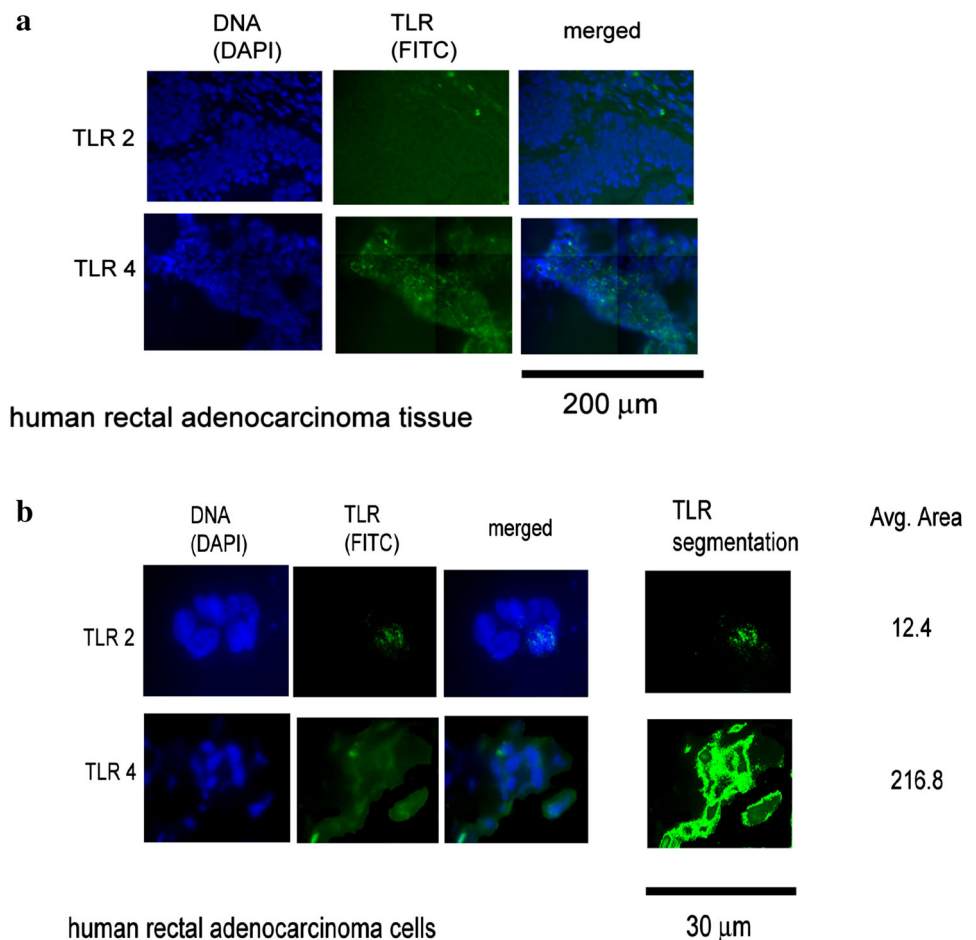 a
DNA
(DAPI)
TLR
(FITC)
merged
TLR 2
TLR 4
200 μm
human rectal adenocarcinoma tissue
b
DNA
(DAPI)
TLR
(FITC)
merged
TLR
segmentation
Avg. Area
TLR 2
12.4
TLR 4
216.8
human rectal adenocarcinoma cells
30 μm